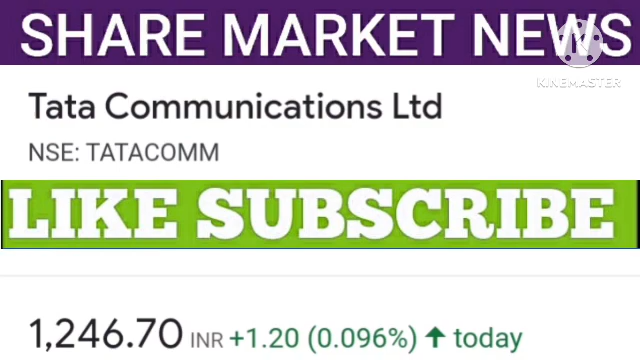 SHARE MARKET NEWS
KINEMASTER
Tata Communications Ltd
NSE: TATACOMM
LIKE SUBSCRIBE
1,246.70 INR +1.20 (0.096%) ↑ today